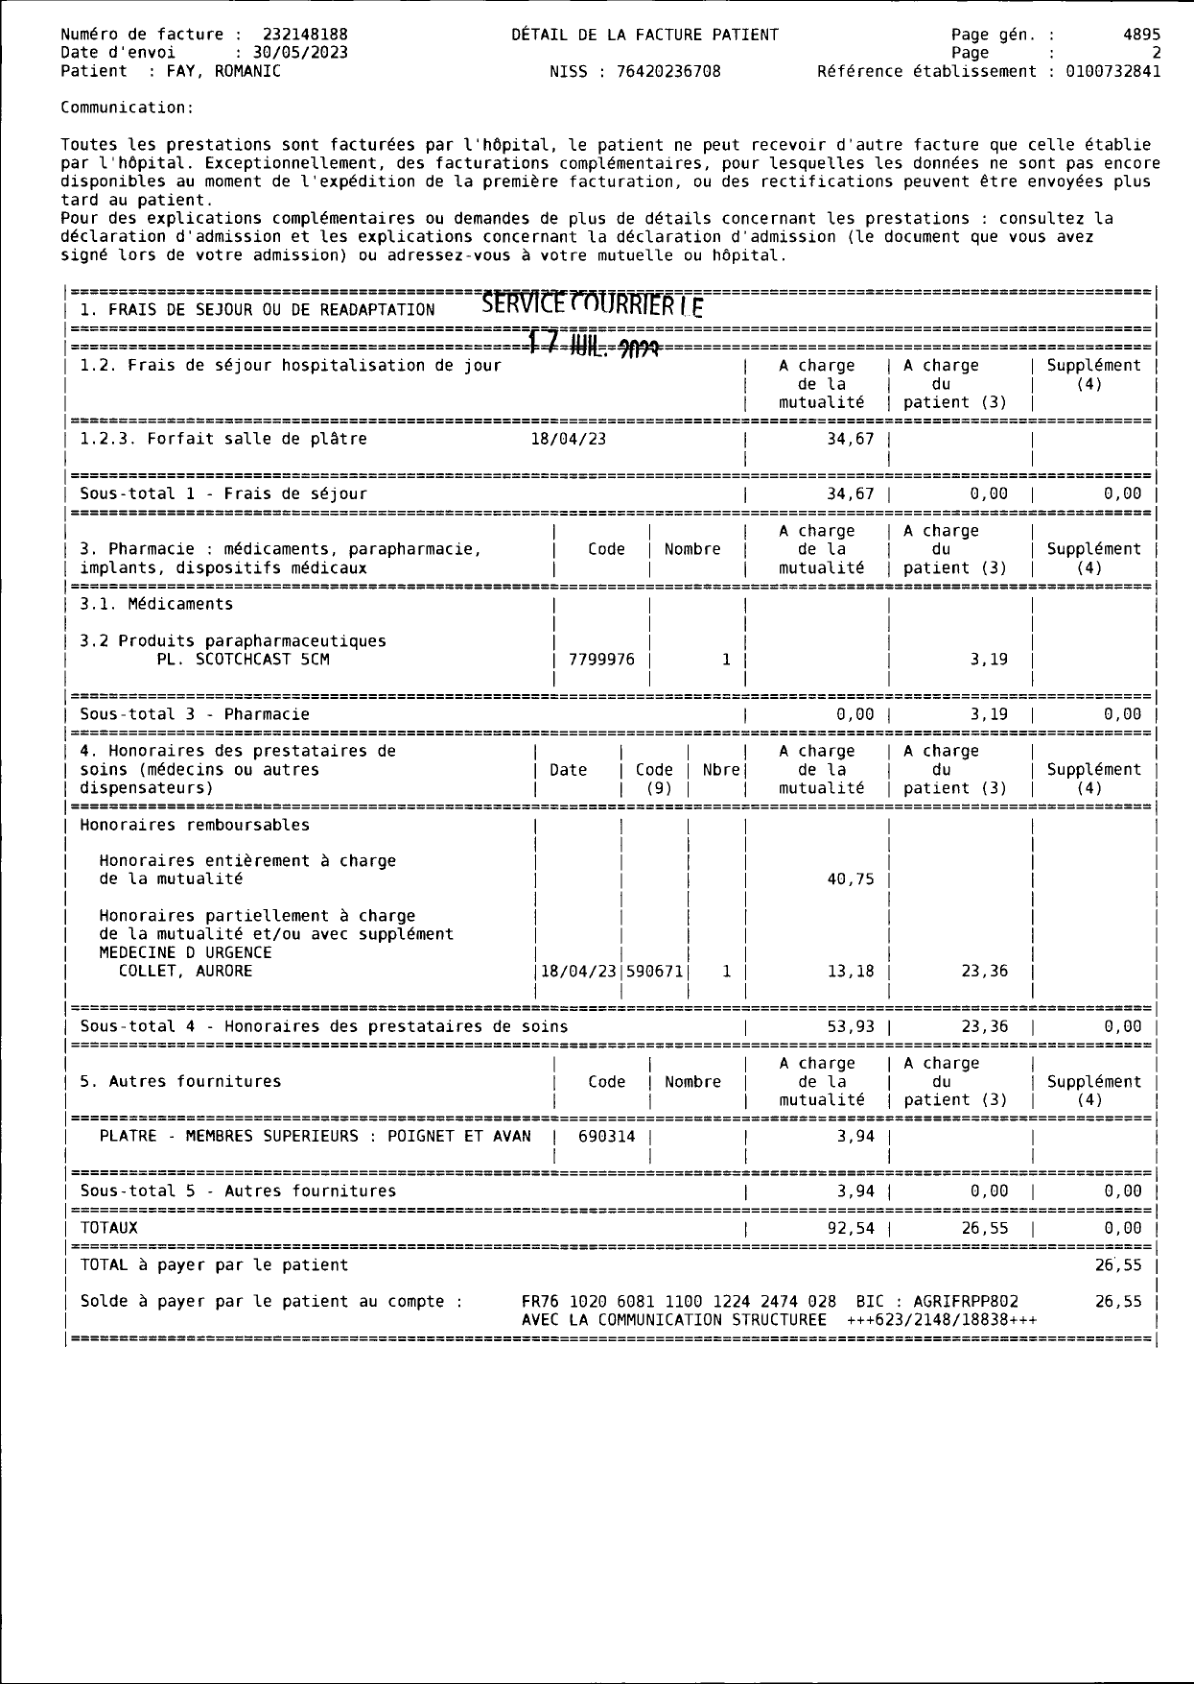 Numéro de facture : 232148188 DÉTAIL DE LA FACTURE PATIENT Page gén. : 4895
Date d'envoi : 30/05/2023 Page : 2
Patient : FAY, ROMANIC NISS : 76420236708 Référence établissement : 0100732841
Communication:
Toutes les prestations sont facturées par l'hôpital, le patient ne peut recevoir d'autre facture que celle établie
par l'hôpital. Exceptionnellement, des facturations complémentaires, pour lesquelles les données ne sont pas encore
disponibles au moment de l'expédition de la première facturation, ou des rectifications peuvent être envoyées plus
tard au patient.
Pour des explications complémentaires ou demandes de plus de détails concernant les prestations : consultez la
déclaration d'admission et les explications concernant la déclaration d'admission (le document que vous avez
signé lors de votre admission) ou adressez-vous à votre mutuelle ou hôpital.
1. FRAIS DE SEJOUR OU DE READAPTATION SERVICE COURRIER LE
17 JUIL. 2023
1.2. Frais de séjour hospitalisation de jour A charge A charge Supplément
de la du (4)
mutualité patient (3)
1.2.3. Forfait salle de plâtre 18/04/23 34,67
Sous-total 1 - Frais de séjour 34,67 0,00 0,00
A charge A charge
3. Pharmacie : médicaments, parapharmacie, Code Nombre de la du Supplément
implants, dispositifs médicaux mutualité patient (3) (4)
3.1. Médicaments
3.2 Produits parapharmaceutiques
PL. SCOTCHCAST 5CM 7799976 1 3,19
Sous-total 3 - Pharmacie 0,00 3,19 0,00
4. Honoraires des prestataires de A charge A charge
soins (médecins ou autres Date Code Nbre de la du Supplément
dispensateurs) (9) mutualité patient (3) (4)
Honoraires remboursables
Honoraires entièrement à charge
de la mutualité 40,75
Honoraires partiellement à charge
de la mutualité et/ou avec supplément
MEDECINE D URGENCE
COLLET, AURORE 18/04/23 590671 1 13,18 23,36
Sous-total 4 - Honoraires des prestataires de soins 53,93 23,36 0,00
A charge A charge
5. Autres fournitures Code Nombre de la du Supplément
mutualité patient (3) (4)
PLATRE - MEMBRES SUPERIEURS : POIGNET ET AVAN 690314 3,94
Sous-total 5 - Autres fournitures 3,94 0,00 0,00
TOTAUX 92,54 26,55 0,00
TOTAL à payer par le patient 26,55
Solde à payer par le patient au compte : FR76 1020 6081 1100 1224 2474 028 BIC : AGRIFRPP802 26,55
AVEC LA COMMUNICATION STRUCTUREE +++623/2148/18838+++